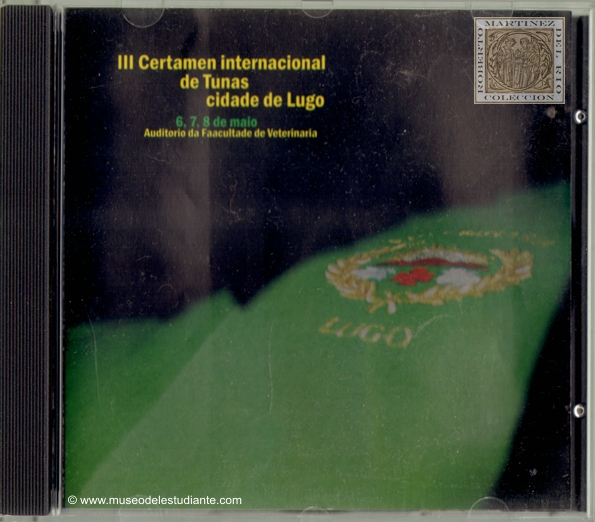 III Certamen internacional
de Tunas
cidade de Lugo
6, 7, 8 de maio
Auditorio da Faacultade de Veterinaria
ROBERTO MARTINEZ DEL RIO
COLECCION
LUGO
© www.museodelestudiante.com